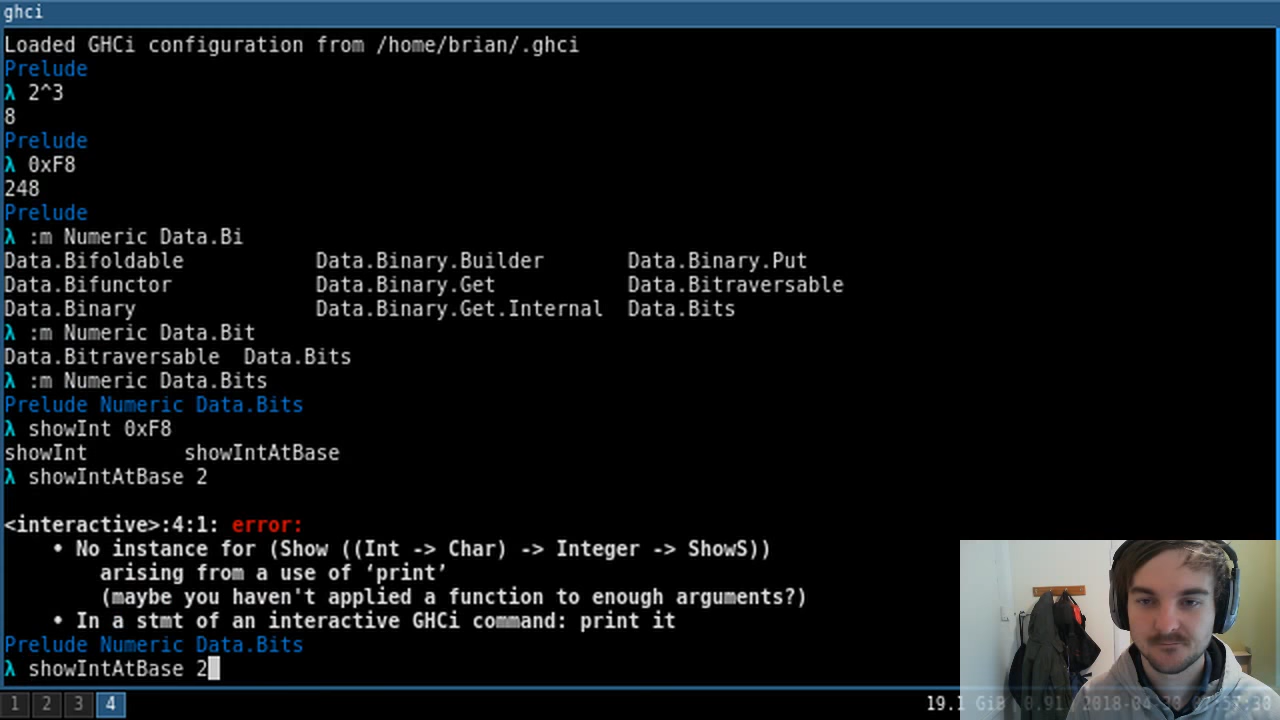 ghci
Loaded GHCi configuration from /home/brian/.ghci
Prelude
λ 2^3
8
Prelude
λ 0xF8
248
Prelude
λ :m Numeric Data.Bi
Data.Bifoldable Data.Binary.Builder Data.Binary.Put
Data.Bifunctor Data.Binary.Get Data.Bitraversable
Data.Binary Data.Binary.Get.Internal Data.Bits
λ :m Numeric Data.Bit
Data.Bitraversable Data.Bits
λ :m Numeric Data.Bits
Prelude Numeric Data.Bits
λ showInt 0xF8
showInt showIntAtBase
λ showIntAtBase 2
<interactive>:4:1: error:
• No instance for (Show ((Int -> Char) -> Integer -> ShowS))
arising from a use of ‘print’
(maybe you haven't applied a function to enough arguments?)
• In a stmt of an interactive GHCi command: print it
Prelude Numeric Data.Bits
λ showIntAtBase 2
1 2 3 4 19.1 GiB 0.91